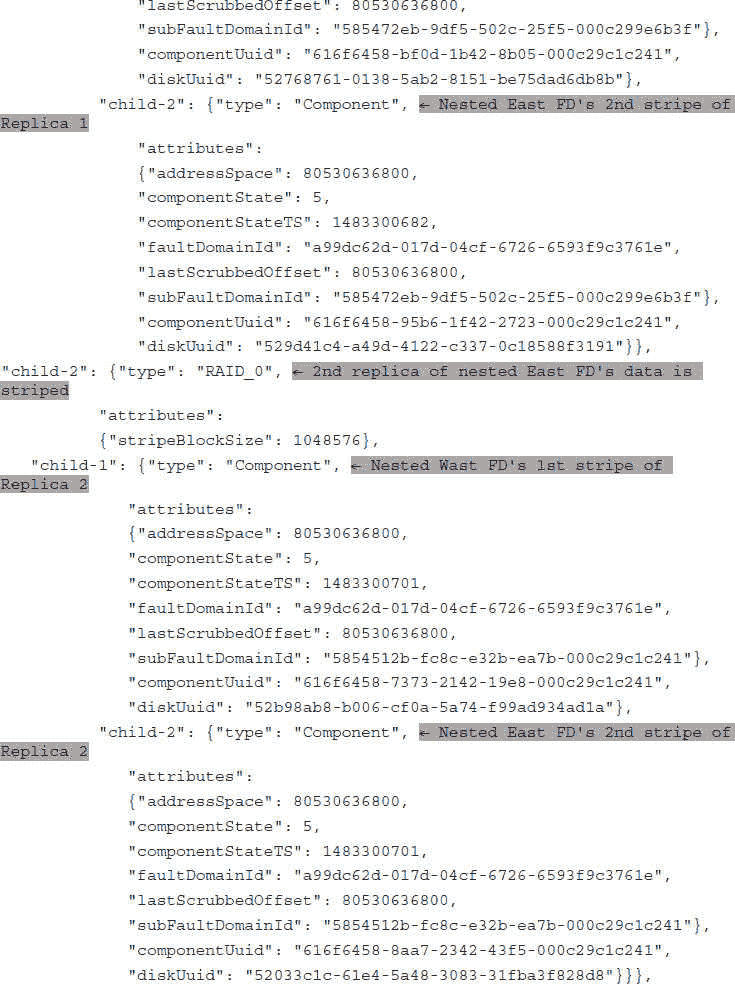 "lastScrubbedOffset": 80530636800,
"subFaultDomainId": "585472eb-9df5-502c-25f5-000c299e6b3f"},
"componentUuid": "616f6458-bf0d-1b42-8b05-000c29c1c241",
"diskUuid": "52768761-0138-5ab2-8151-be75dad6db8b"},
"child-2": {"type": "Component", ← Nested East FD's 2nd stripe of
Replica 1
"attributes":
{"addressSpace": 80530636800,
"componentState": 5,
"componentStateTS": 1483300682,
"faultDomainId": "a99dc62d-017d-04cf-6726-6593f9c3761e",
"lastScrubbedOffset": 80530636800,
"subFaultDomainId": "585472eb-9df5-502c-25f5-000c299e6b3f"},
"componentUuid": "616f6458-95b6-1f42-2723-000c29c1c241",
"diskUuid": "529d41c4-a49d-4122-c337-0c18588f3191"}},
"child-2": {"type": "RAID_0", ← 2nd replica of nested East FD's data is
striped
"attributes":
{"stripeBlockSize": 1048576},
"child-1": {"type": "Component", ← Nested Wast FD's 1st stripe of
Replica 2
"attributes":
{"addressSpace": 80530636800,
"componentState": 5,
"componentStateTS": 1483300701,
"faultDomainId": "a99dc62d-017d-04cf-6726-6593f9c3761e",
"lastScrubbedOffset": 80530636800,
"subFaultDomainId": "5854512b-fc8c-e32b-ea7b-000c29c1c241"},
"componentUuid": "616f6458-7373-2142-19e8-000c29c1c241",
"diskUuid": "52b98ab8-b006-cf0a-5a74-f99ad934ad1a"},
"child-2": {"type": "Component", ← Nested East FD's 2nd stripe of
Replica 2
"attributes":
{"addressSpace": 80530636800,
"componentState": 5,
"componentStateTS": 1483300701,
"faultDomainId": "a99dc62d-017d-04cf-6726-6593f9c3761e",
"lastScrubbedOffset": 80530636800,
"subFaultDomainId": "5854512b-fc8c-e32b-ea7b-000c29c1c241"},
"componentUuid": "616f6458-8aa7-2342-43f5-000c29c1c241",
"diskUuid": "52033c1c-61e4-5a48-3083-31fba3f828d8"}}},